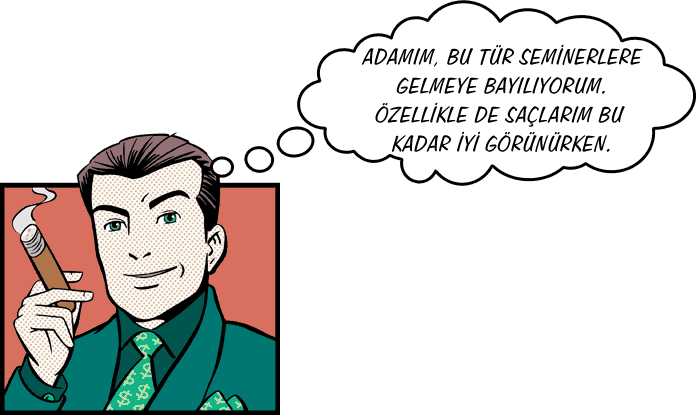 ADAMIM, BU TÜR SEMİNERLERE
GELMEYE BAYILIYORUM.
ÖZELLİKLE DE SAÇLARIM BU
KADAR İYİ GÖRÜNÜRKEN.